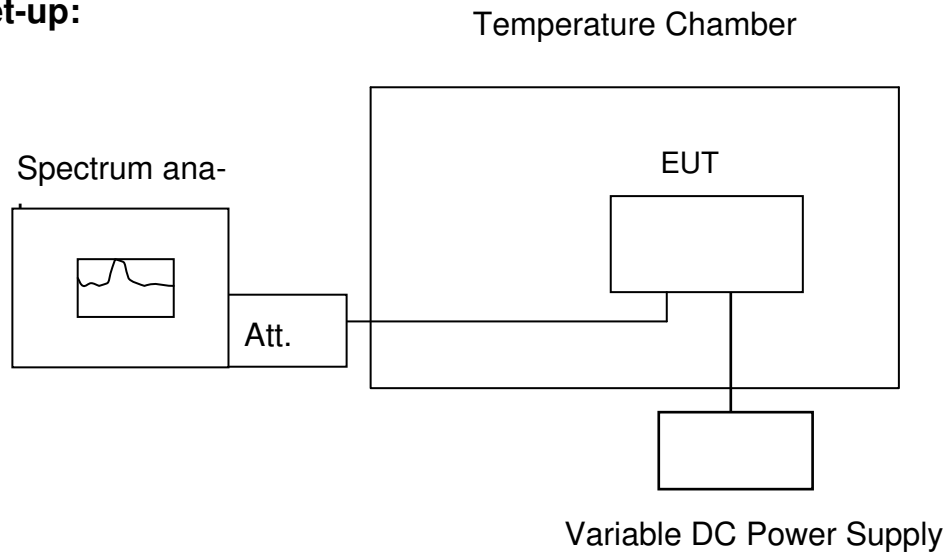 et-up:
Temperature Chamber
Spectrum ana-
EUT
Att.
Variable DC Power Supply